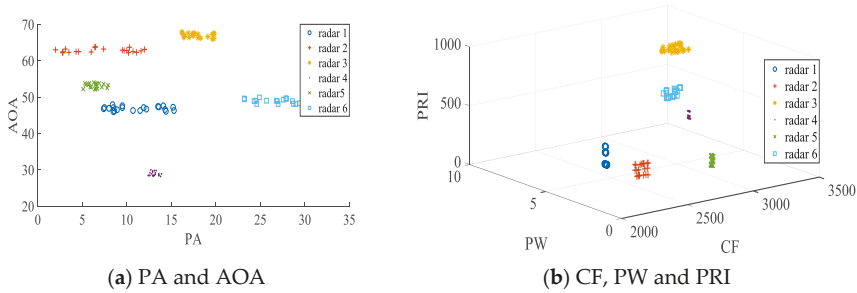 70
60
50
40
30
20
AOA
0
5
10
15
20
25
30
35
PA
radar 1
radar 2
radar 3
radar 4
radar5
radar 6
(a) PA and AOA
1000
500
0
PRI
10
5
0
PW
2000
2500
3000
3500
CF
radar 1
radar 2
radar 3
radar 4
radar 5
radar 6
(b) CF, PW and PRI